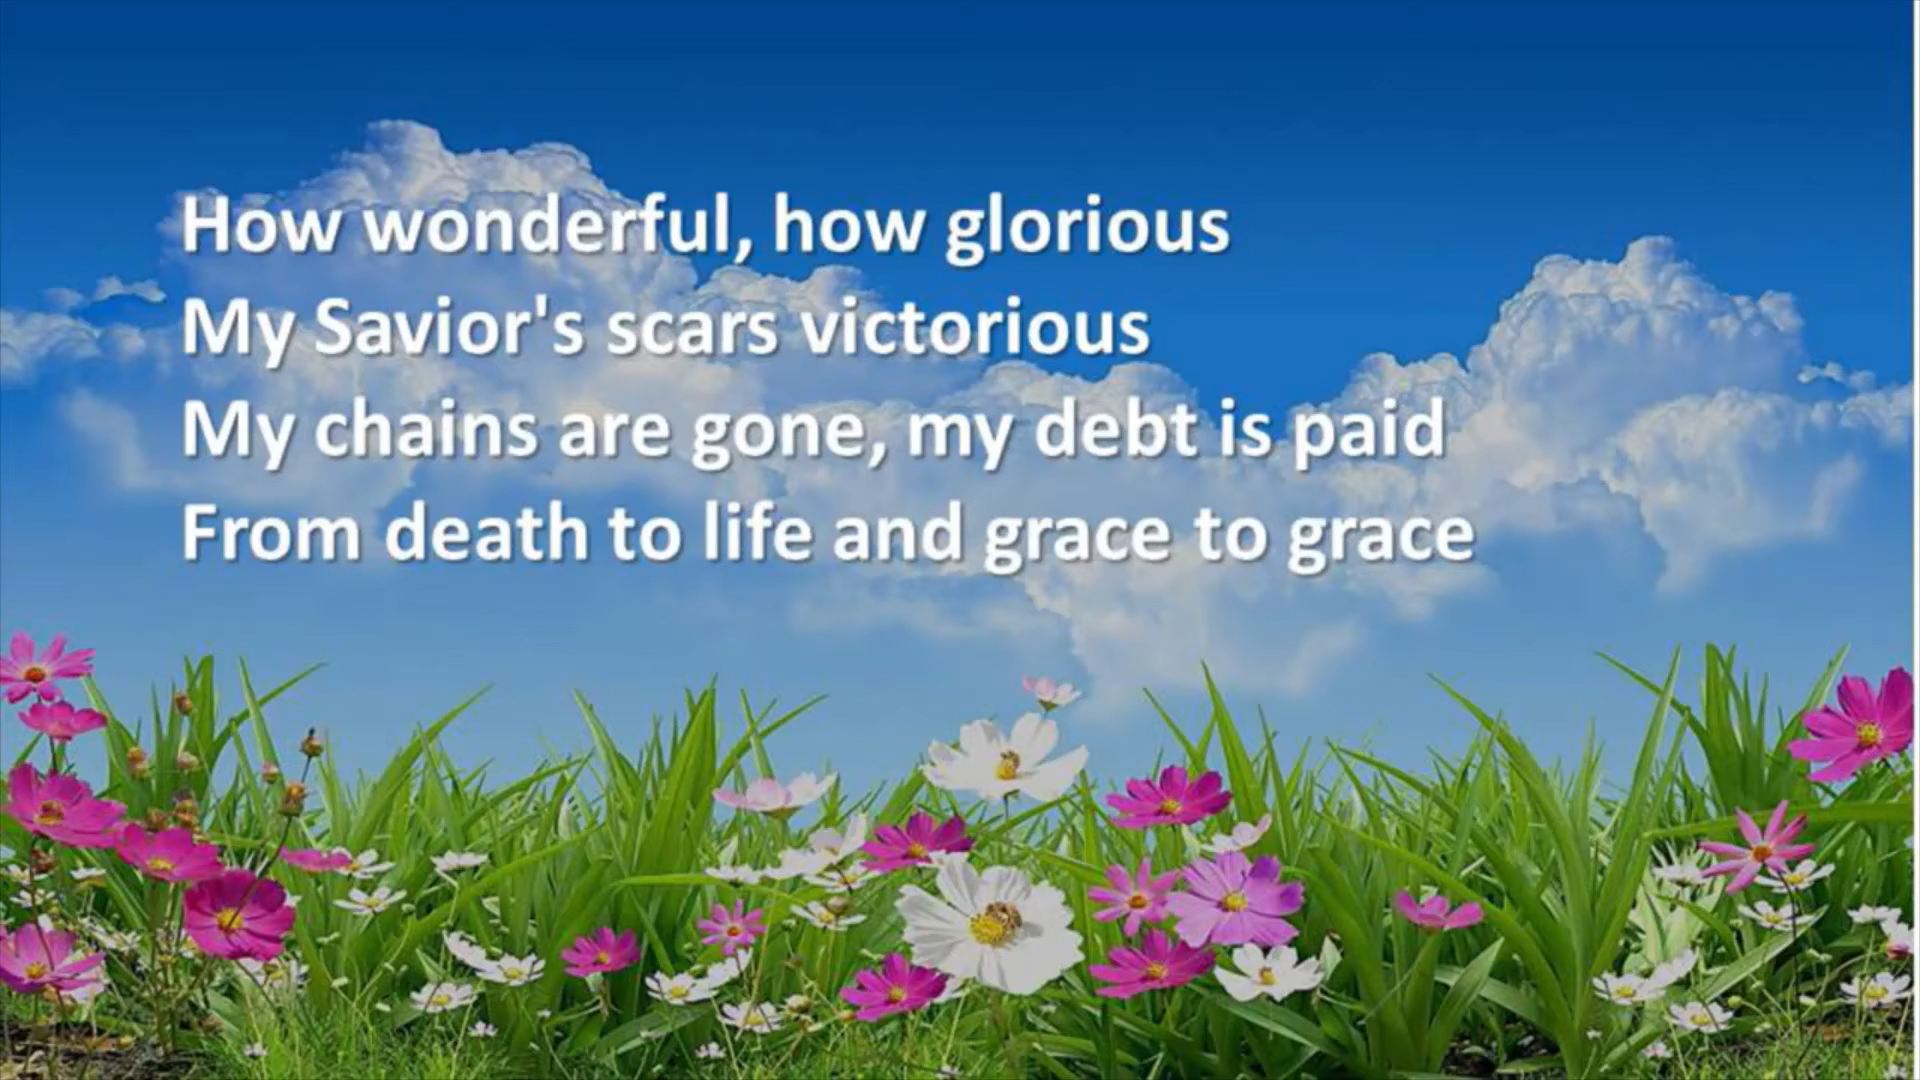 How wonderful, how glorious
My Savior's scars victorious
My chains are gone, my debt is paid
From death to life and grace to grace